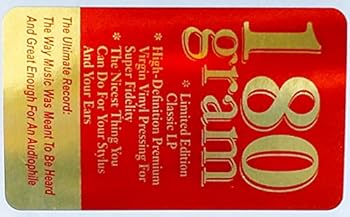 180
gram
* Limited Edition
Classic LP
* High-Definition Premium
Virgin Vinyl Pressing For
Super Fidelity
* The Nicest Thing You
Can Do For Your Stylus
And Your Ears
The Ultimate Record:
The Way Music Was Meant To Be Heard
And Great Enough For An Audiophile